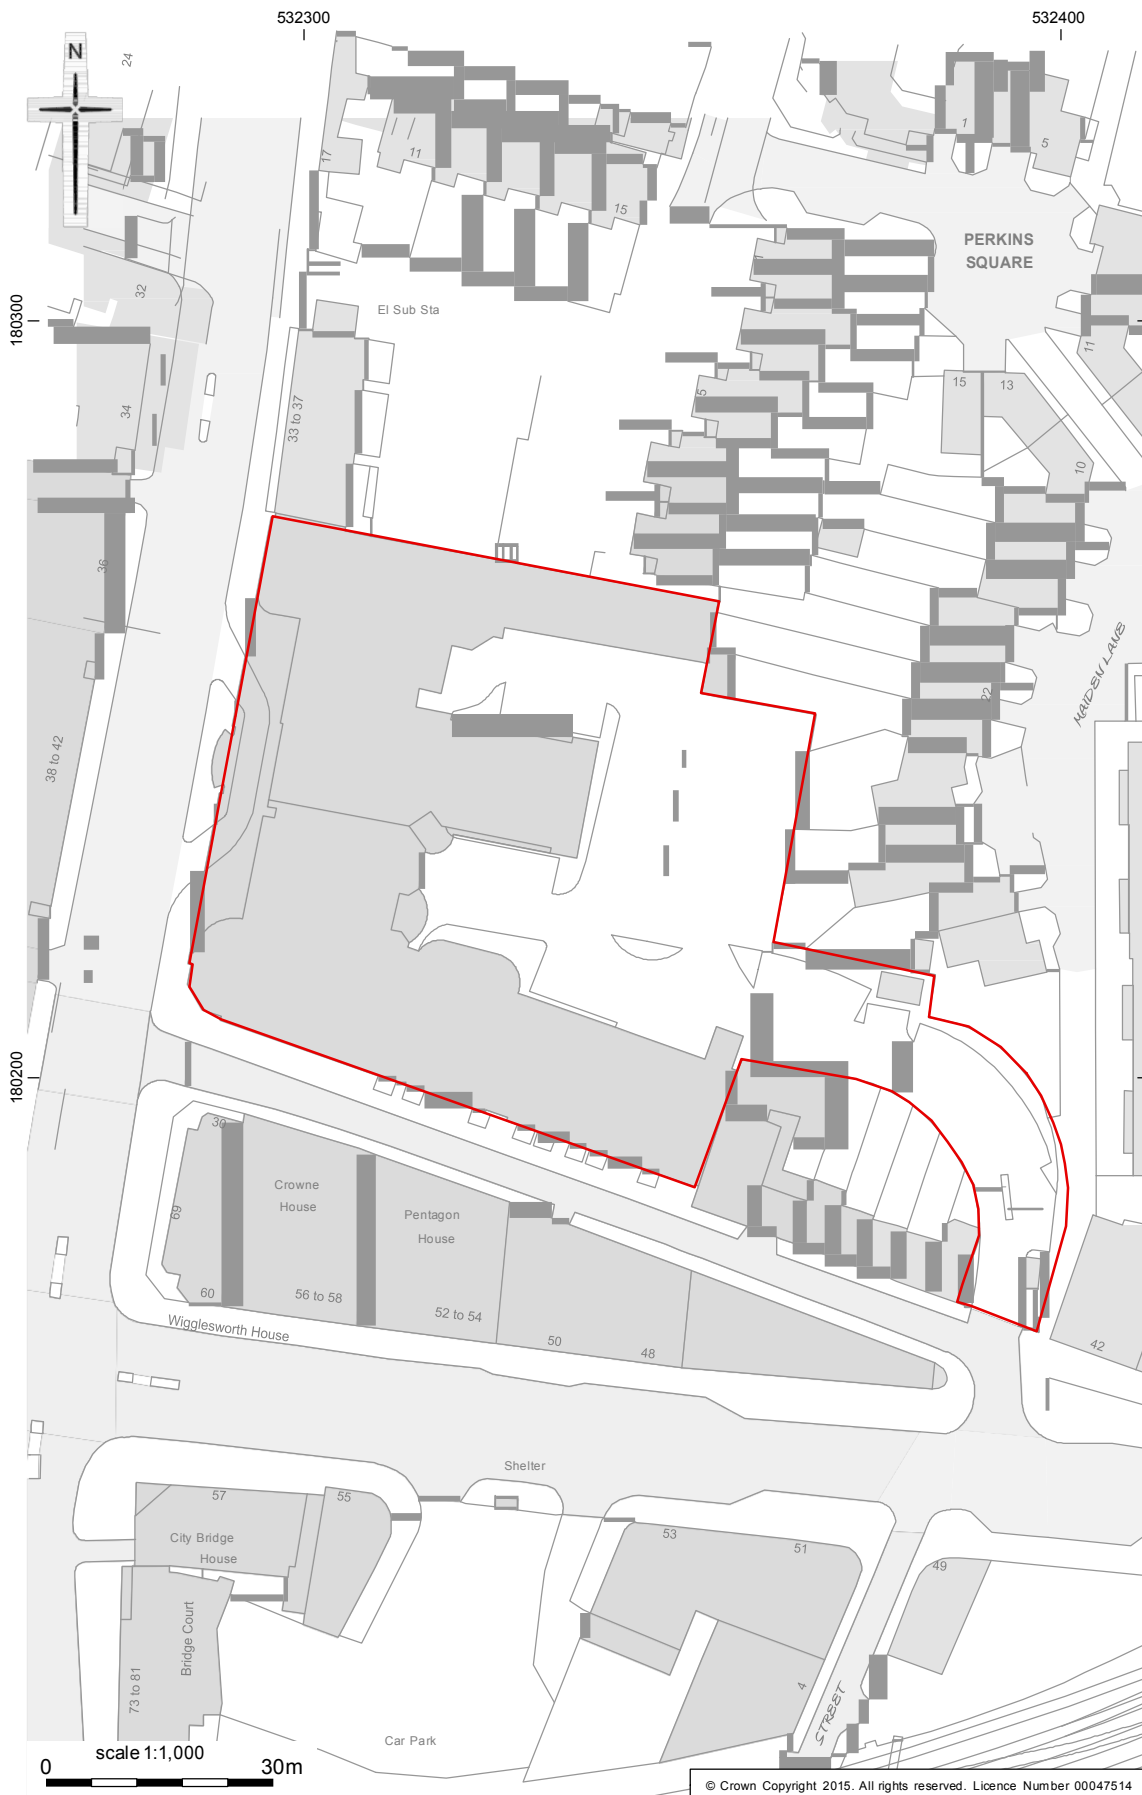 532300
532400
N
24
17
11
15
1
5
PERKINS
SQUARE
32
El Sub Sta
180300
34
33 to 37
5
15
13
11
10
36
MAIDEN LANE
22
38 to 42
180200
30
Crowne
House
Pentagon
House
69
60
56 to 58
52 to 54
50
48
42
Wigglesworth House
Shelter
57
55
53
51
49
City Bridge
House
Bridge Court
73 to 81
4
STREET
Car Park
scale 1:1,000
0
30m
© Crown Copyright 2015. All rights reserved. Licence Number 00047514